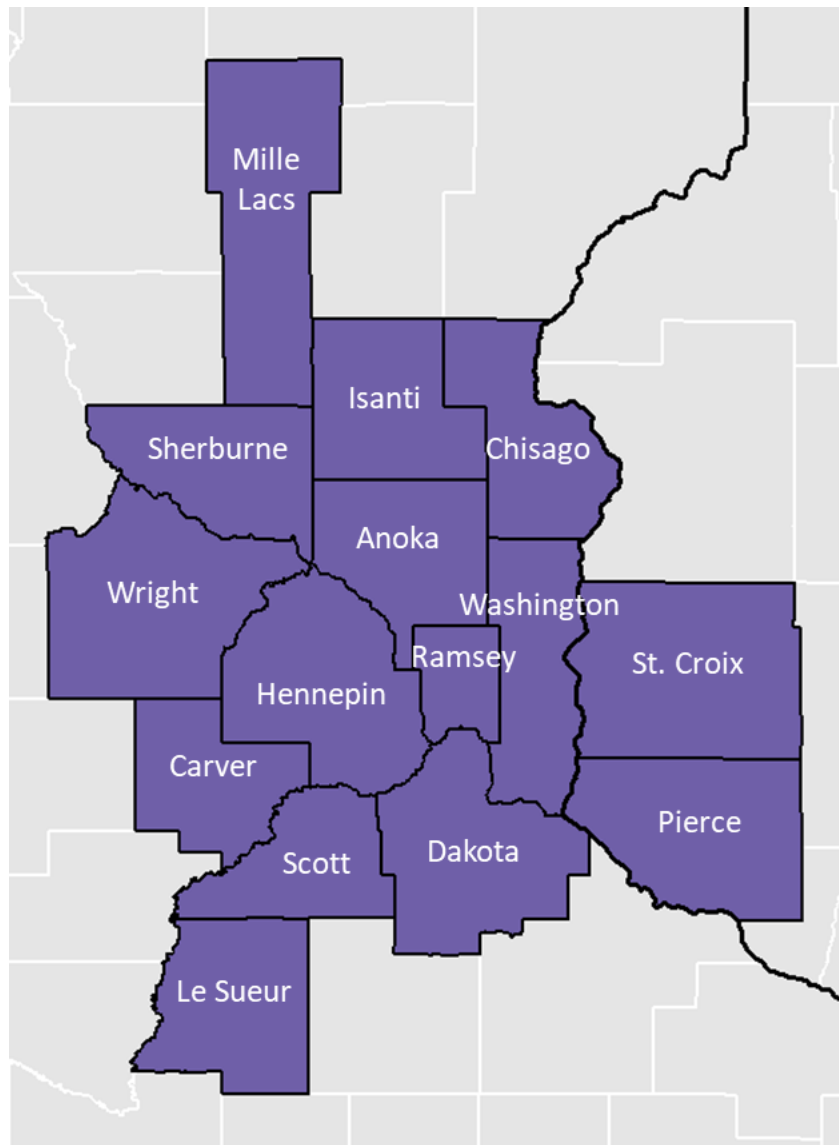 Mille
Lacs
Isanti
Sherburne
Chisago
Anoka
Wright
Washington
Ramsey
St. Croix
Hennepin
Carver
Pierce
Dakota
Scott
Le Sueur